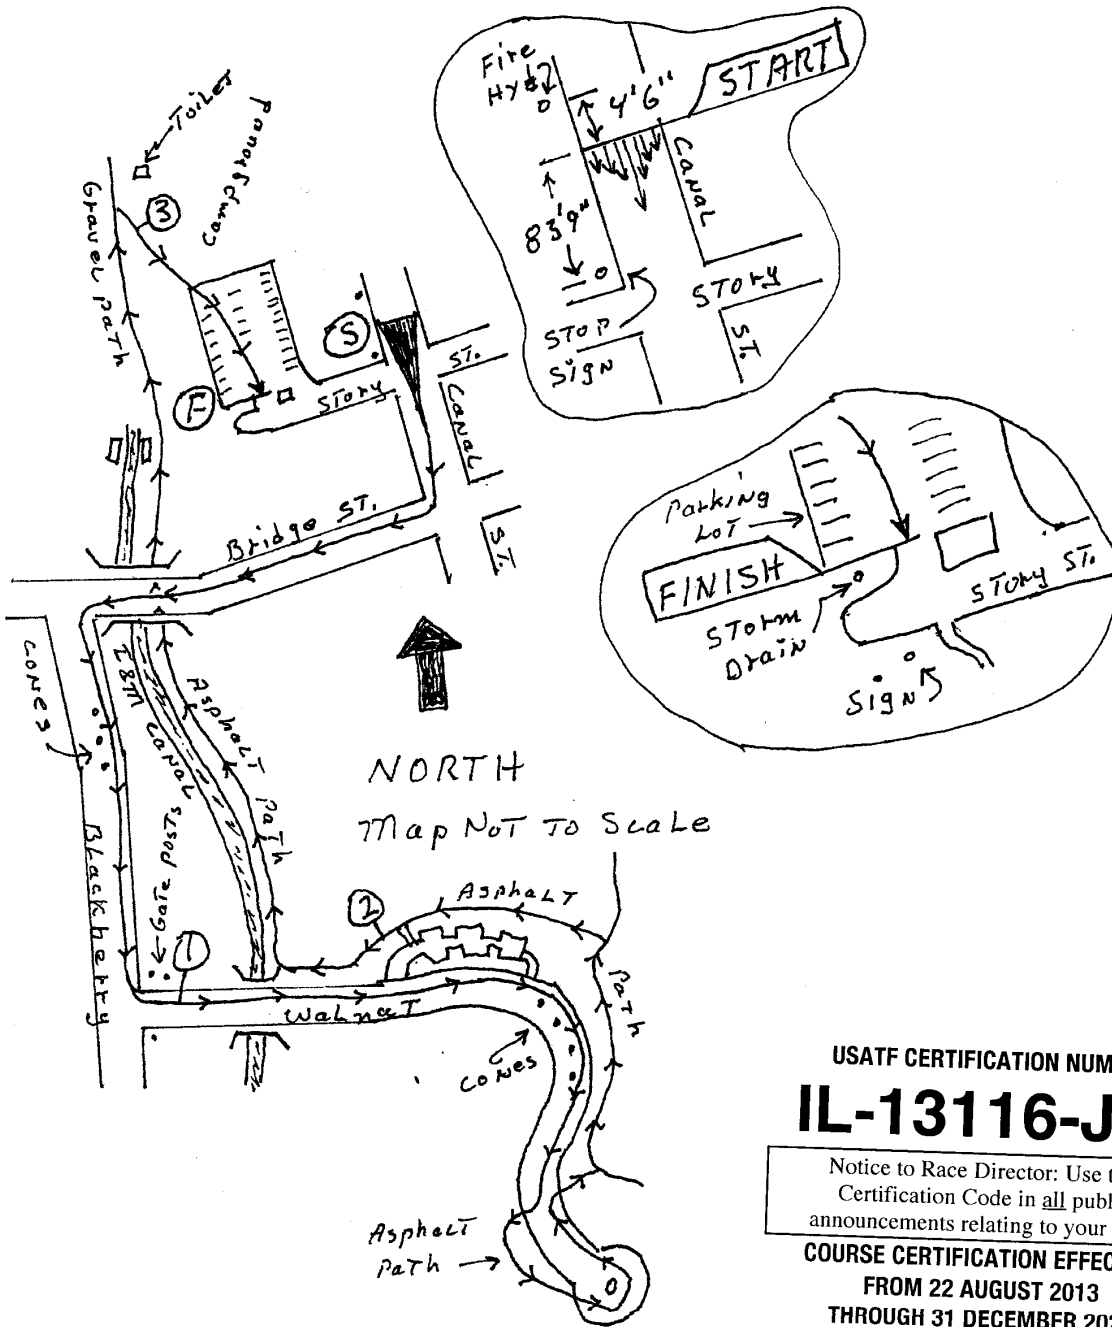 Fire
HYd
4'6"
START
CANAL
83'9"
STOP
SigN
STOrY
ST.
Toilet
Campground
3
Gravel Path
S
F
STOrY
ST.
CANAL
ST.
Bridge ST.
Parking
LoT
FINISH
STorm
Drain
SigN
STOrY ST.
CONES
I&M CANAL
AsphaLT Path
NORTH
Map NoT To ScaLe
Blackberry
Gate posTs
1
2
AsphaLT
PaTh
WaLnuT
coNes
AsphaLT
PaTh
USATF CERTIFICATION NUM
IL-13116-J
Notice to Race Director: Use t
Certification Code in all publ
announcements relating to your
COURSE CERTIFICATION EFFEC
FROM 22 AUGUST 2013
THROUGH 31 DECEMBER 20